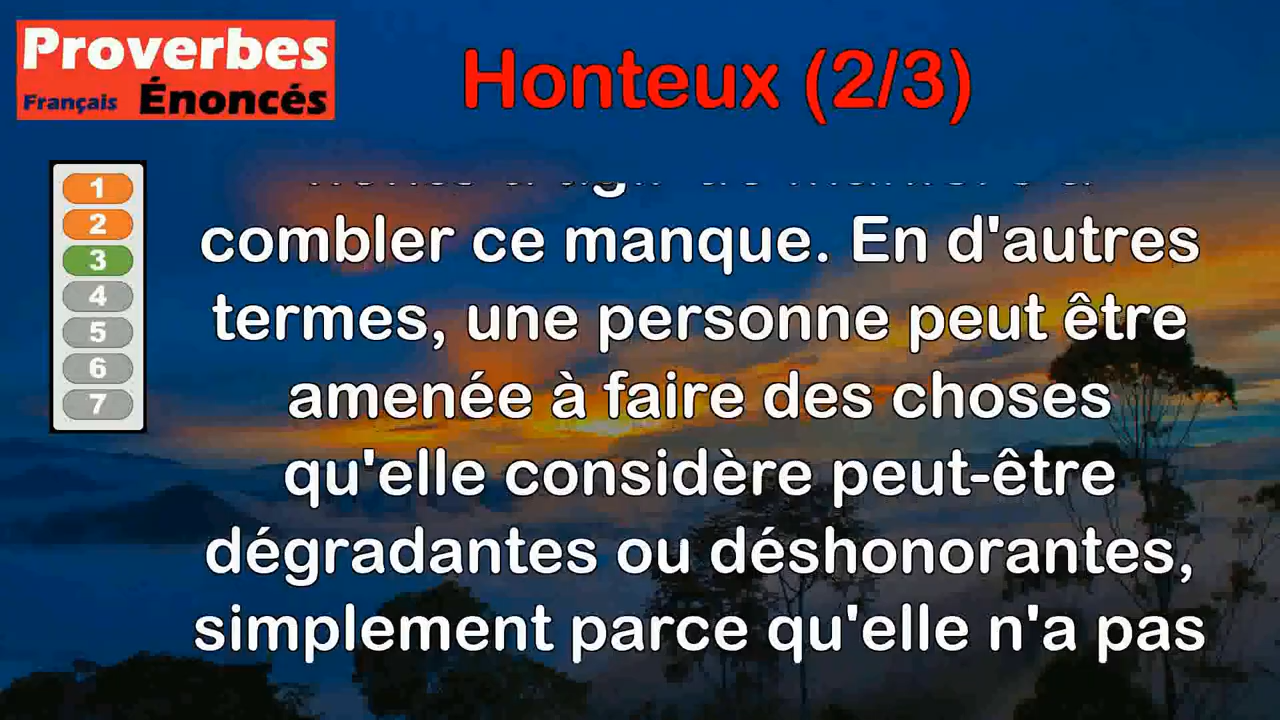 Proverbes
Français Énoncés
Honteux (2/3)
1
2
3
4
5
6
7
combler ce manque. En d'autres
termes, une personne peut être
amenée à faire des choses
qu'elle considère peut-être
dégradantes ou déshonorantes,
simplement parce qu'elle n'a pas